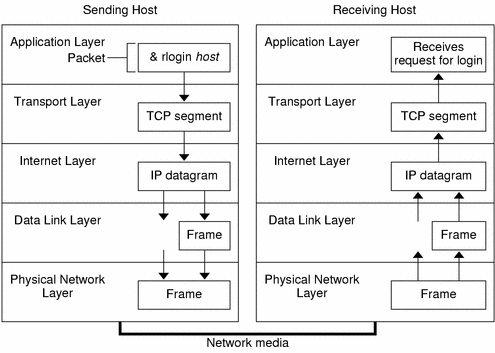 Sending Host
Application Layer
Packet
& rlogin host
Transport Layer
TCP segment
Internet Layer
IP datagram
Data Link Layer
Frame
Physical Network
Layer
Frame
Receiving Host
Application Layer
Receives
request for login
Transport Layer
TCP segment
Internet Layer
IP datagram
Data Link Layer
Frame
Physical Network
Layer
Frame
Network media